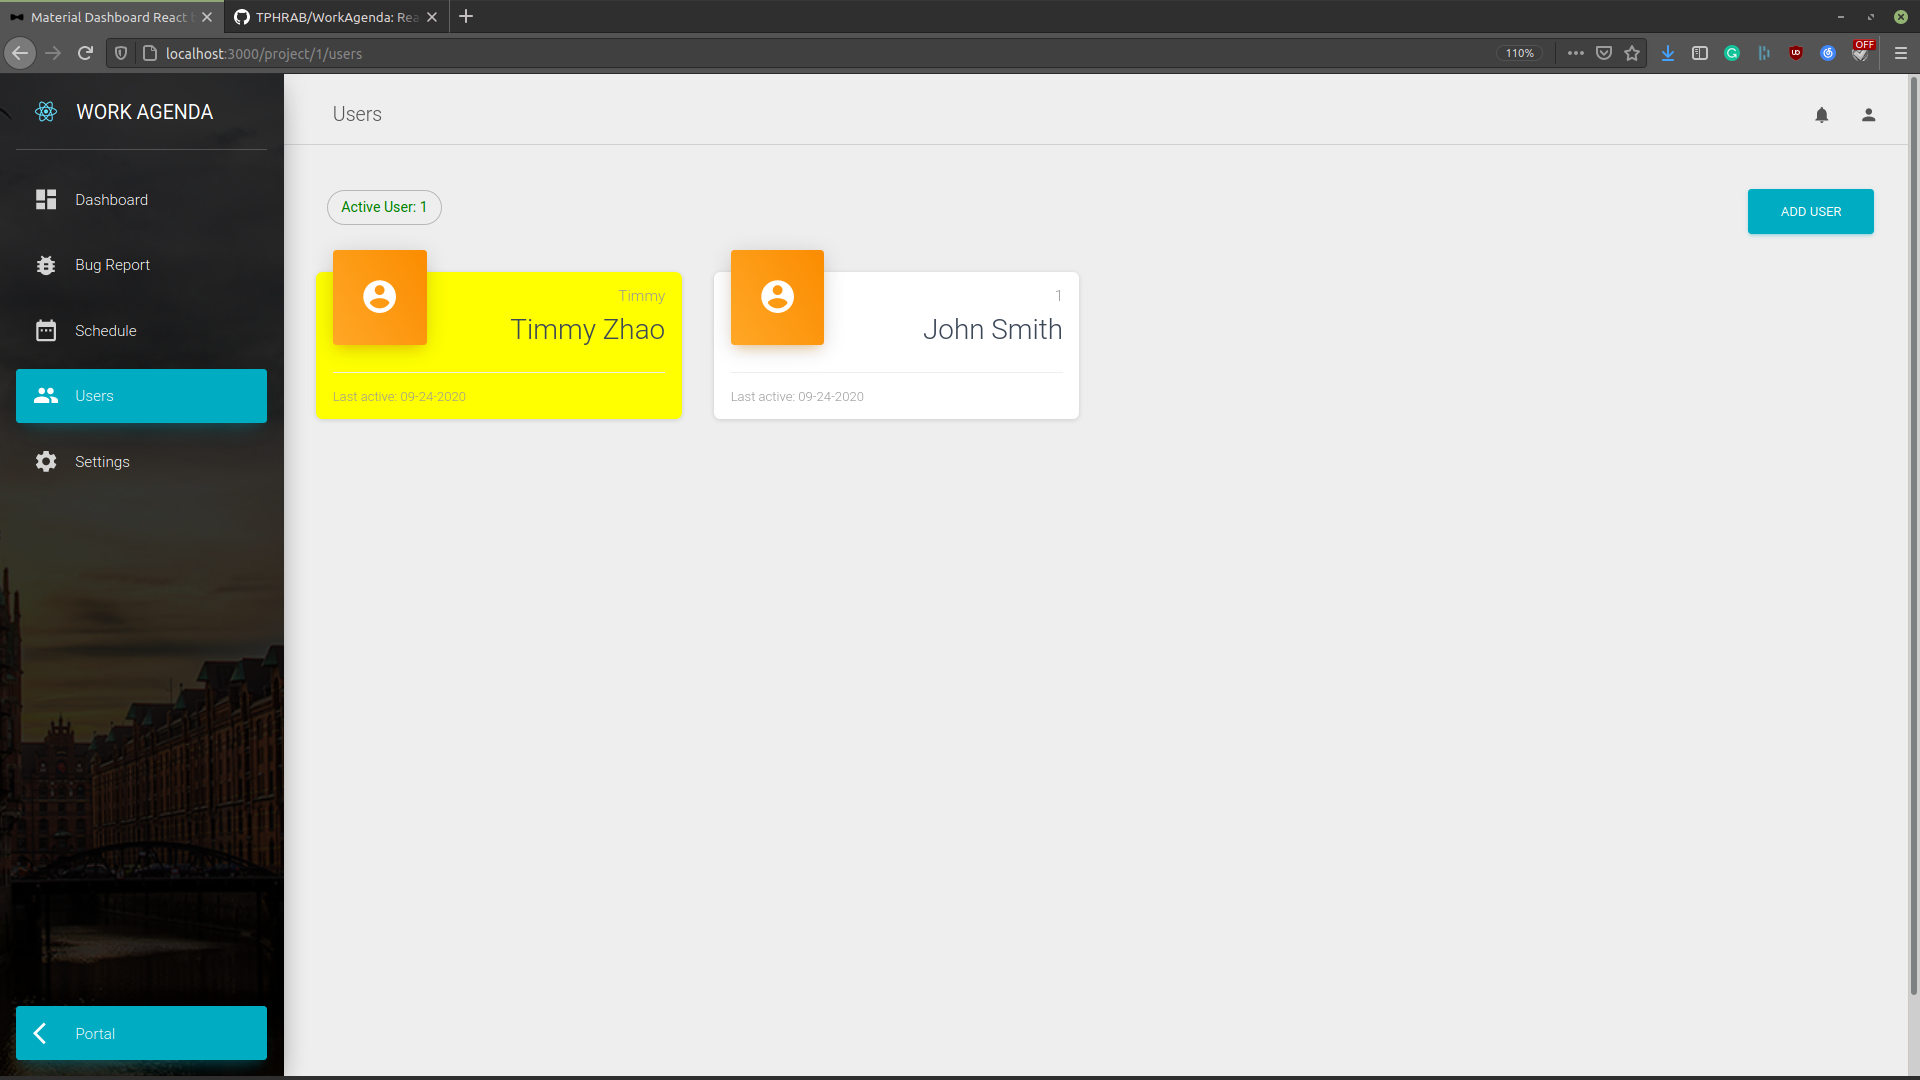 Material Dashboard React
TPHRAB/WorkAgenda: Rea
localhost:3000/project/1/users
110%
OFF
WORK AGENDA
Users
Dashboard
Bug Report
Schedule
Users
Settings
Portal
Active User: 1
ADD USER
Timmy
Timmy Zhao
Last active: 09-24-2020
1
John Smith
Last active: 09-24-2020